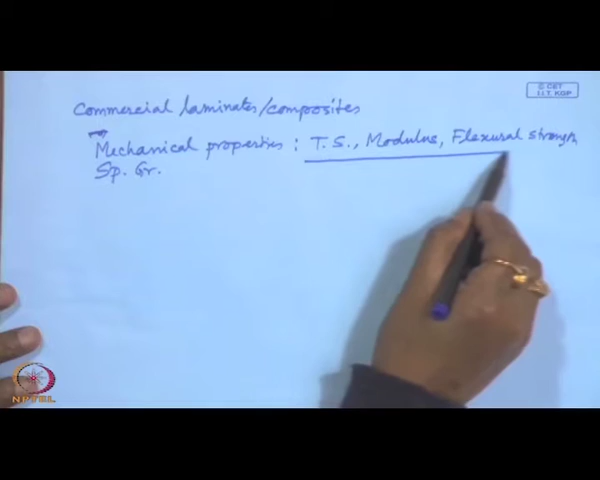 © CET
I.I.T. KGP
Commercial laminates/composites
Mechanical properties : T. S., Modulus, Flexural strength,
Sp. Gr.
NPTEL